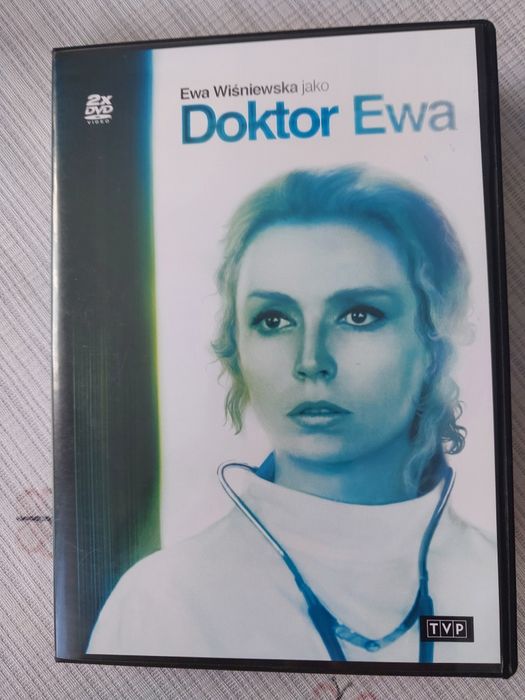 2X
DVD
VIDEO
Ewa Wiśniewska jako
Doktor Ewa
TVP